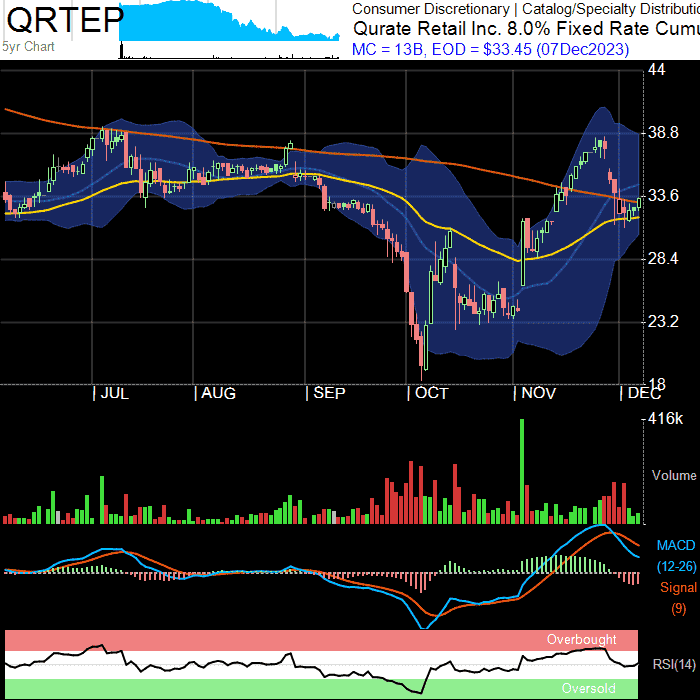 QRTEP
5yr Chart
Consumer Discretionary | Catalog/Specialty Distributio
Qurate Retail Inc. 8.0% Fixed Rate Cumu
MC = 13B, EOD = $33.45 (07Dec2023)
44
38.8
33.6
28.4
23.2
18
| JUL | AUG | SEP | OCT | NOV | DEC
416k
Volume
MACD
(12-26)
Signal
(9)
Overbought
RSI(14)
Oversold